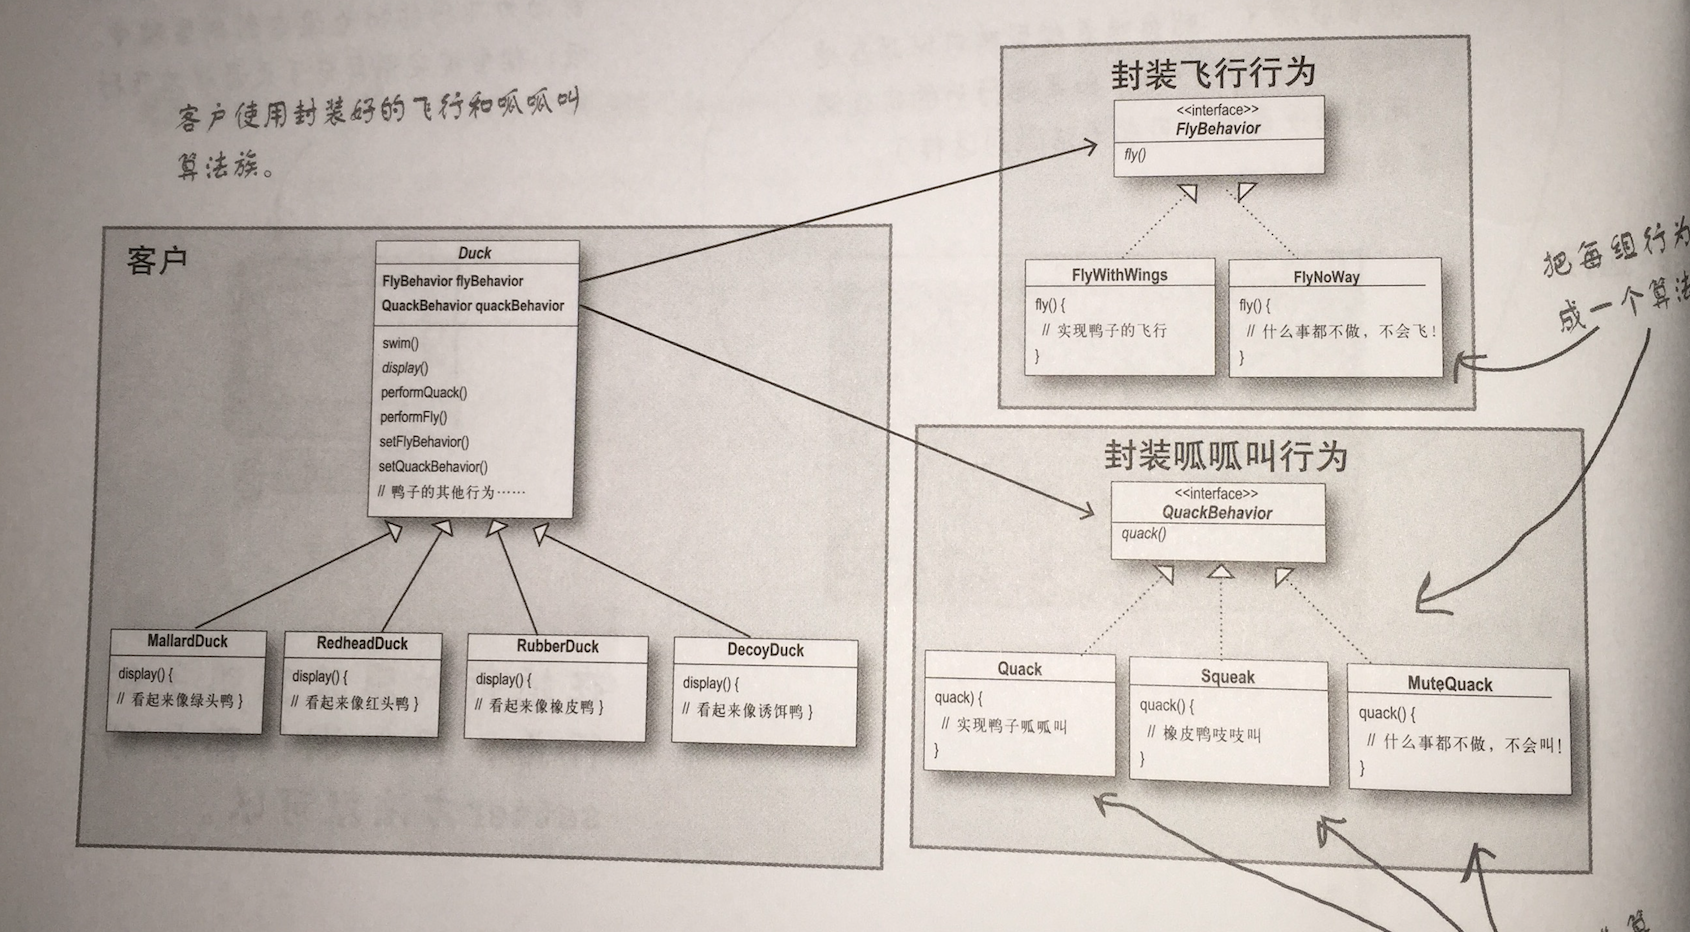 客户使用封装好的飞行和呱呱叫
算法族。
客户
Duck
FlyBehavior flyBehavior
QuackBehavior quackBehavior
swim()
display()
performQuack()
performFly()
setFlyBehavior()
setQuackBehavior()
// 鸭子的其他行为……
MallardDuck
display() {
// 看起来像绿头鸭 }
RedheadDuck
display() {
// 看起来像红头鸭 }
RubberDuck
display() {
// 看起来像橡皮鸭 }
DecoyDuck
display() {
// 看起来像诱饵鸭 }
封装飞行行为
<<interface>>
FlyBehavior
fly()
FlyWithWings
fly() {
// 实现鸭子的飞行
}
FlyNoWay
fly() {
// 什么事都不做，不会飞！
}
把每组行为
成一个算法
封装呱呱叫行为
<<interface>>
QuackBehavior
quack()
Quack
quack) {
// 实现鸭子呱呱叫
}
Squeak
quack() {
// 橡皮鸭吱吱叫
}
MuteQuack
quack() {
// 什么事都不做，不会叫！
}
算